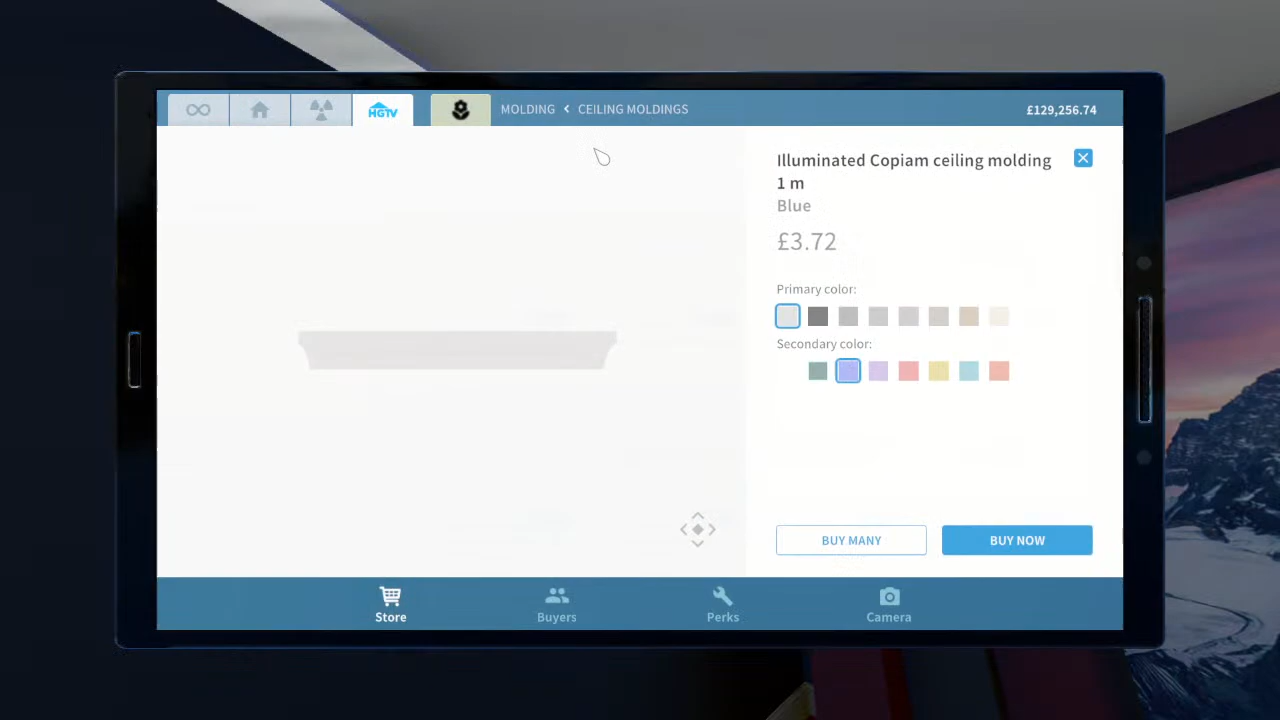 HGTV
MOLDING < CEILING MOLDINGS
£129,256.74
Illuminated Copiam ceiling molding
1 m
Blue
£3.72
Primary color:
Secondary color:
BUY MANY
BUY NOW
Store
Buyers
Perks
Camera